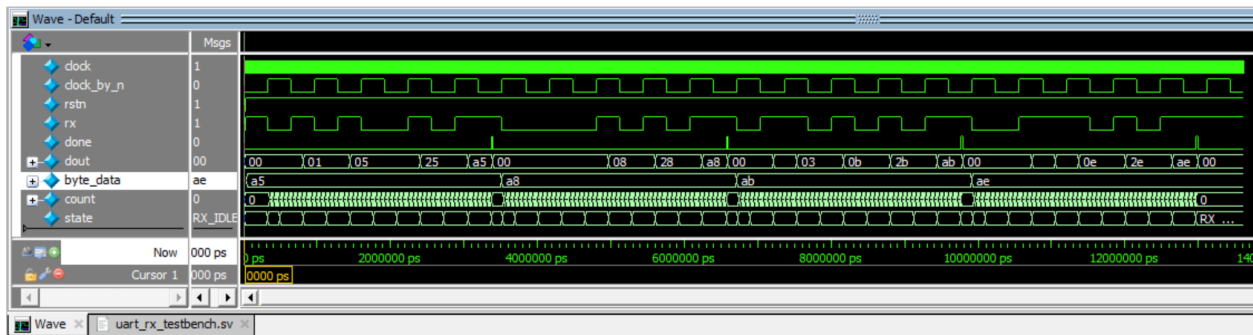 Wave - Default
Msgs
clock 1
clock_by_n 0
rstn 1
rx 1
done 0
dout 00 00 01 05 25 a5 00 08 28 a8 00 03 0b 2b ab 00 0e 2e ae 00
byte_data ae a5 a8 ab ae
count 0 0 0
state RX_IDLE RX ...
Now 000 ps ps 2000000 ps 4000000 ps 6000000 ps 8000000 ps 10000000 ps 12000000 ps 140
Cursor 1 000 ps 0000 ps
Wave uart_rx_testbench.sv